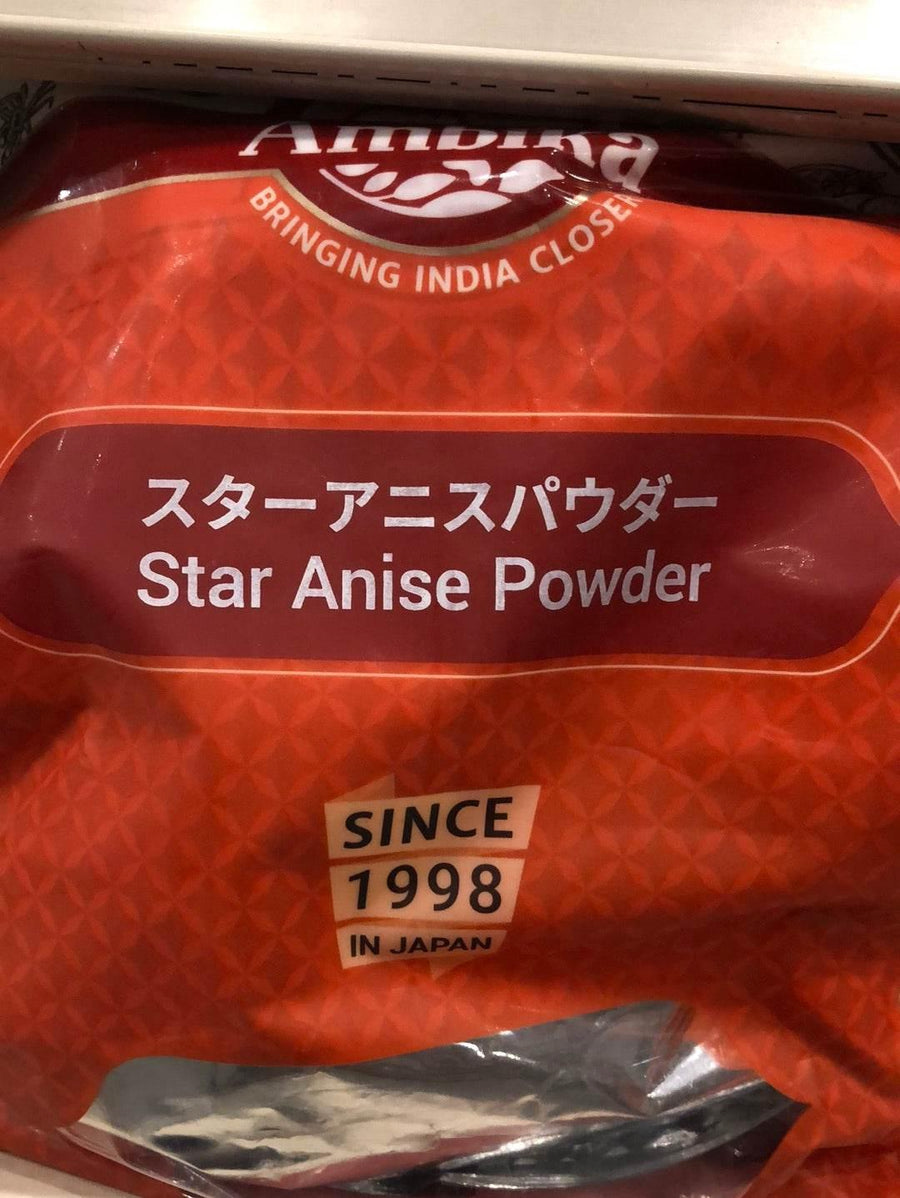 Ambika
BRINGING INDIA CLOSER
スターアニスパウダー
Star Anise Powder
SINCE
1998
IN JAPAN